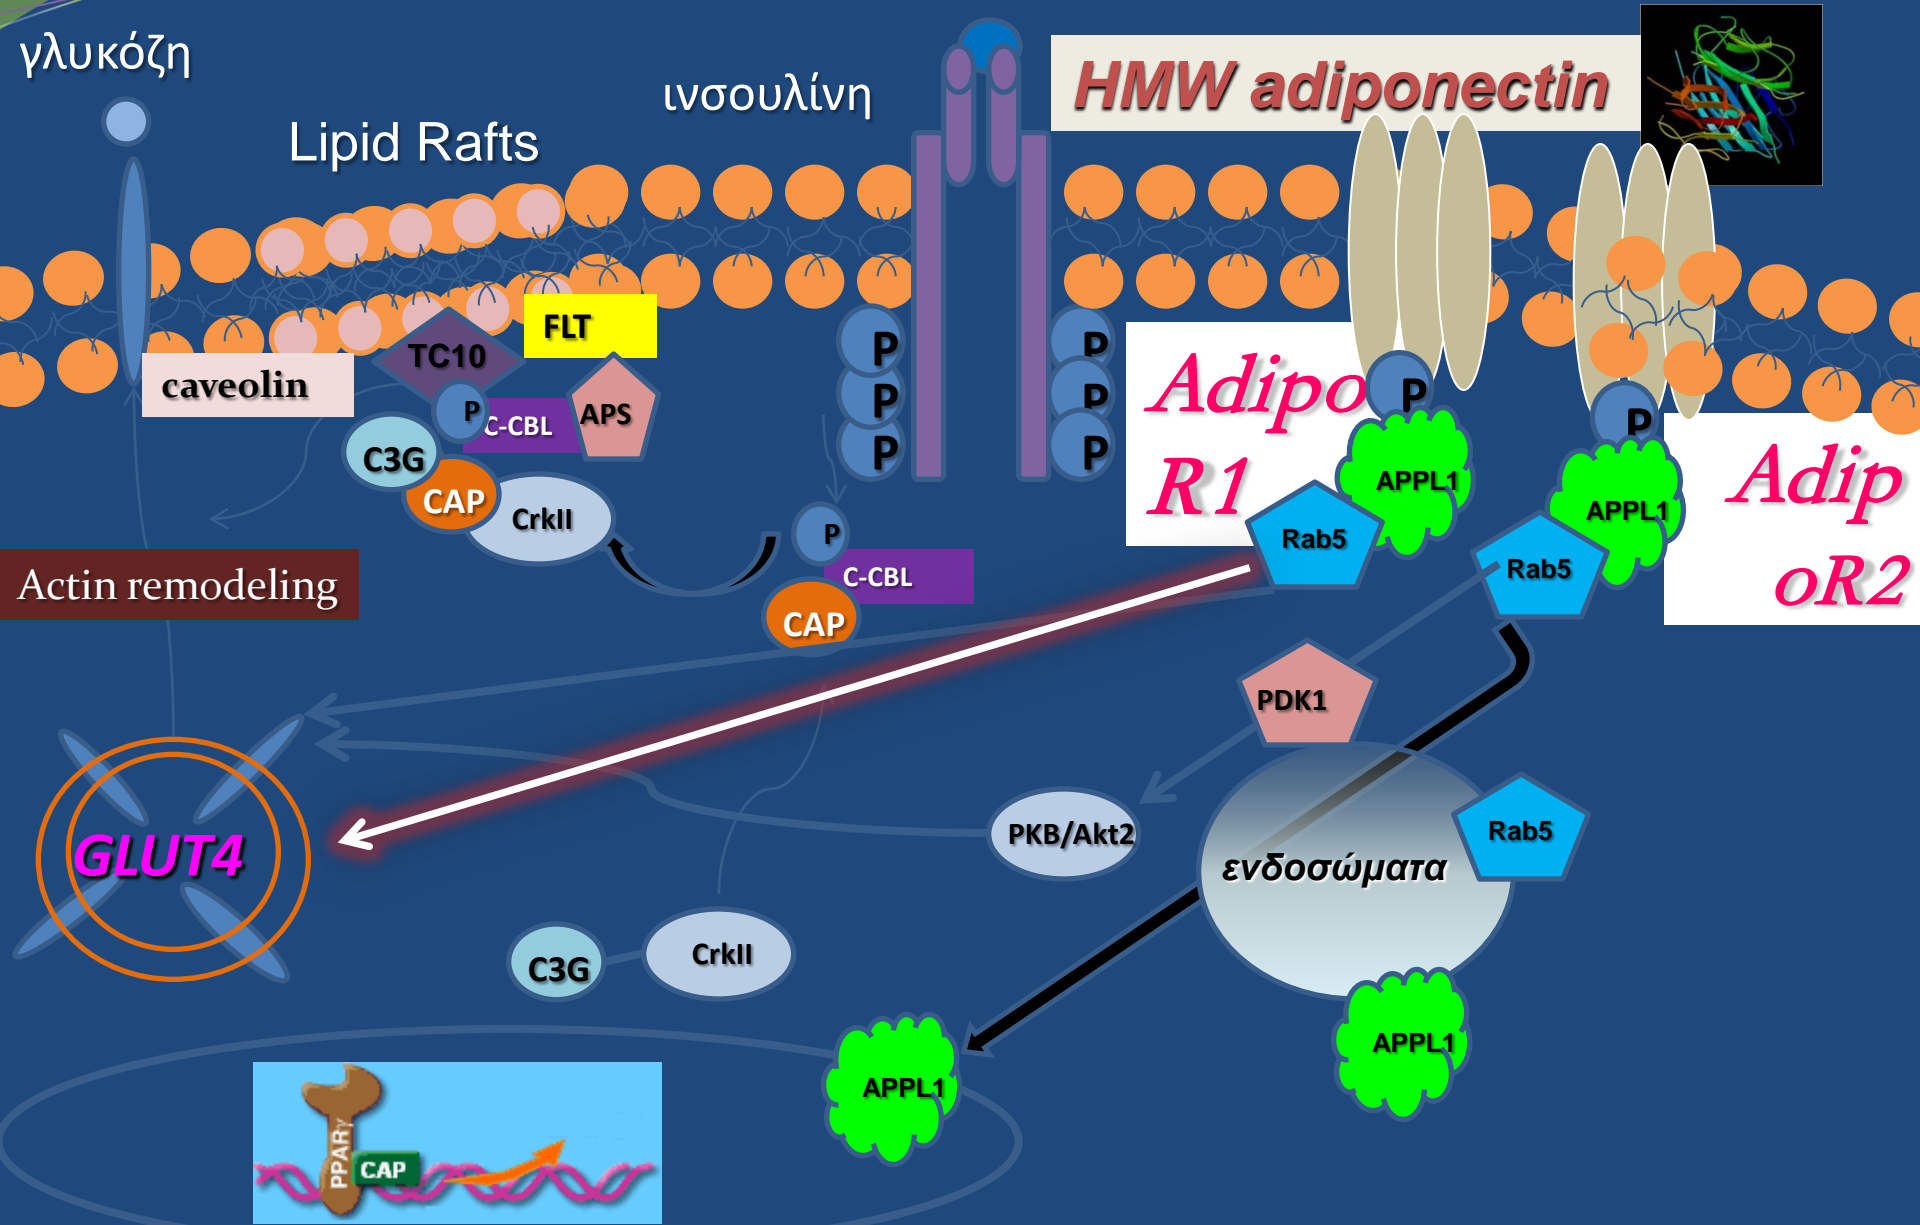 γλυκόζη
Lipid Rafts
ινσουλίνη
HMW adiponectin
FLT
TC10
caveolin
P
C-CBL
APS
C3G
CAP
CrkII
P
P
P
P
P
P
Adipo
R1
P
APPL1
Rab5
P
APPL1
Rab5
Adip
oR2
P
C-CBL
CAP
Actin remodeling
PDK1
GLUT4
PKB/Akt2
ενδοσώματα
Rab5
C3G
CrkII
APPL1
APPL1
PPARγ
CAP